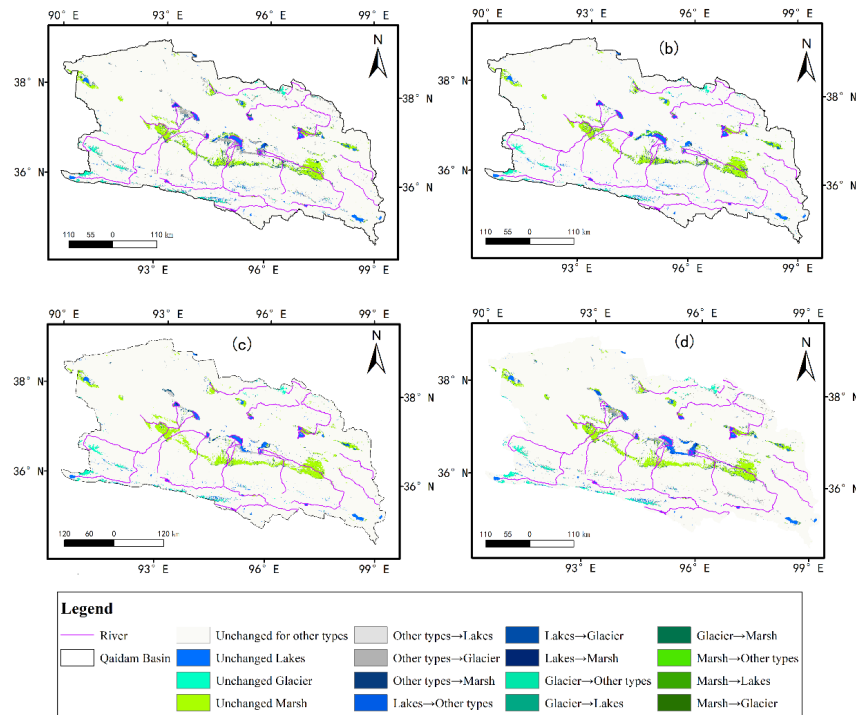 90° E 93° E 96° E 99° E
90° E 93° E 96° E 99° E
N
(b)
N
38° N
38° N
38° N
38° N
36° N
36° N
36° N
36° N
110 55 0 110 km
110 55 0 110 km
93° E 96° E 99° E
93° E 96° E 99° E
90° E 93° E 96° E 99° E
90° E 93° E 96° E 99° E
(c)
N
(d)
N
38° N
38° N
38° N
38° N
36° N
36° N
36° N
36° N
120 60 0 120 km
110 55 0 110 km
93° E 96° E 99° E
93° E 96° E 99° E
Legend
River
Unchanged for other types
Other types→Lakes
Lakes→Glacier
Glacier→Marsh
Qaidam Basin
Unchanged Lakes
Other types→Glacier
Lakes→Marsh
Marsh→Other types
Unchanged Glacier
Other types→Marsh
Glacier→Other types
Marsh→Lakes
Unchanged Marsh
Lakes→Other types
Glacier→Lakes
Marsh→Glacier